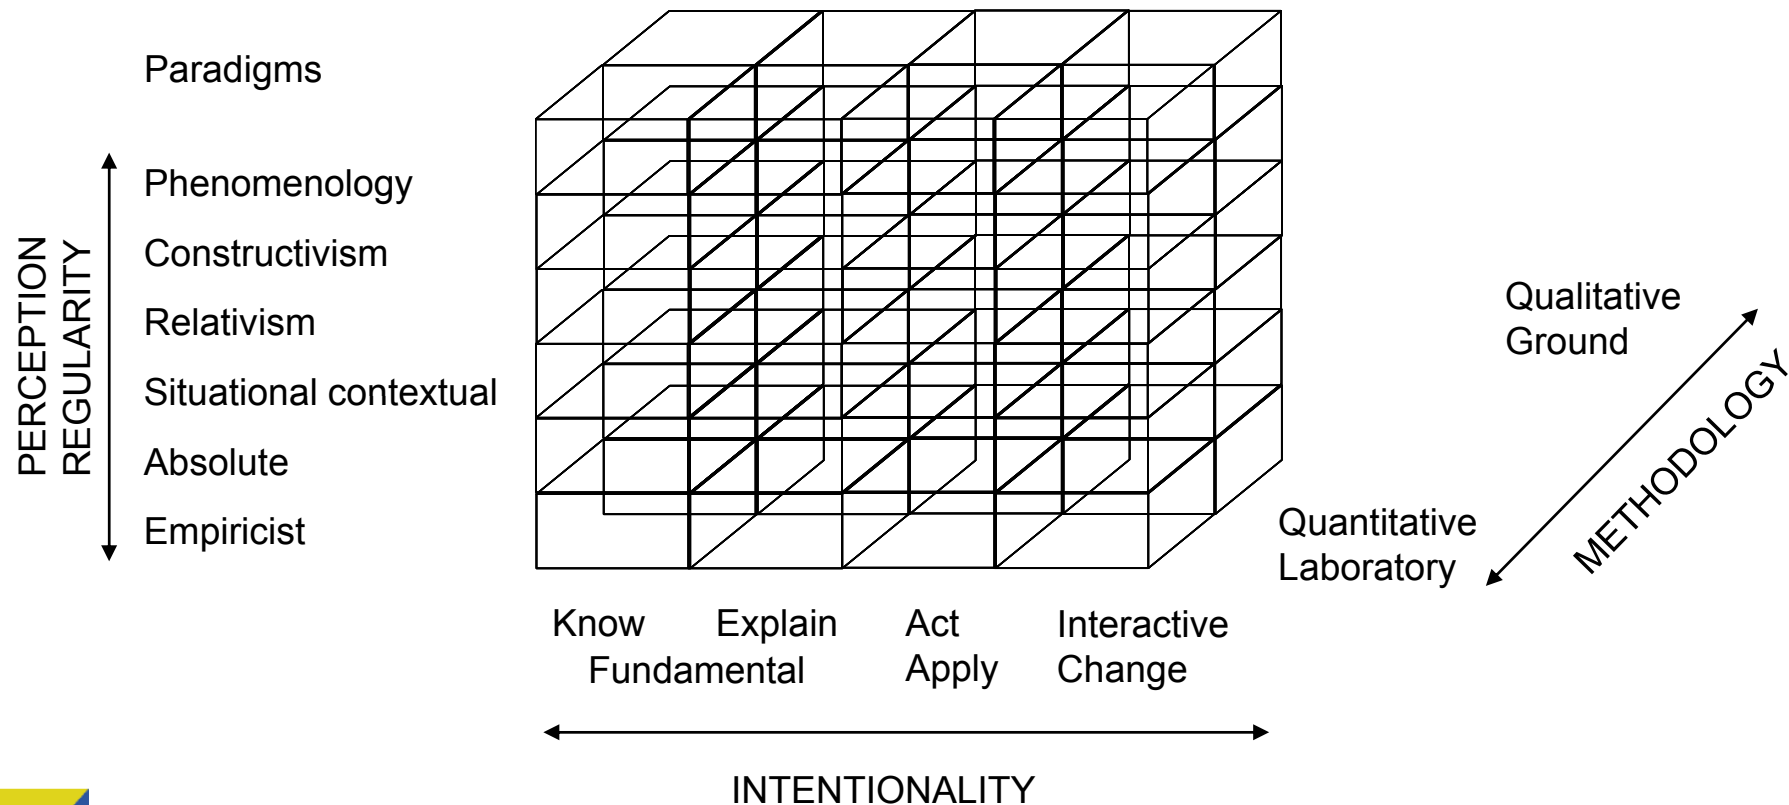 Paradigms
PERCEPTION
REGULARITY
Phenomenology
Constructivism
Relativism
Situational contextual
Absolute
Empiricist
Qualitative
Ground
METHODOLOGY
Quantitative
Laboratory
Know Explain Act Interactive
Fundamental Apply Change
INTENTIONALITY